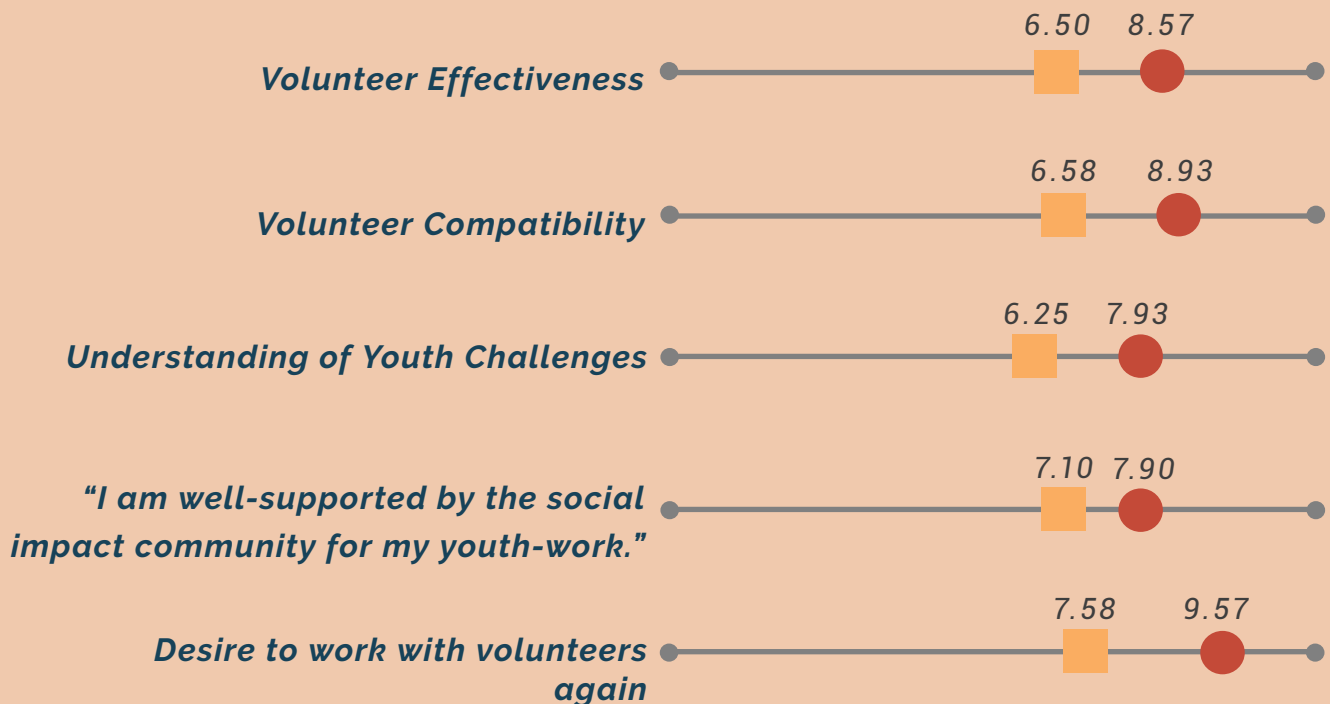 6.50 8.57
Volunteer Effectiveness
6.58 8.93
Volunteer Compatibility
6.25 7.93
Understanding of Youth Challenges
7.10 7.90
“I am well-supported by the social
impact community for my youth-work.”
7.58 9.57
Desire to work with volunteers
again